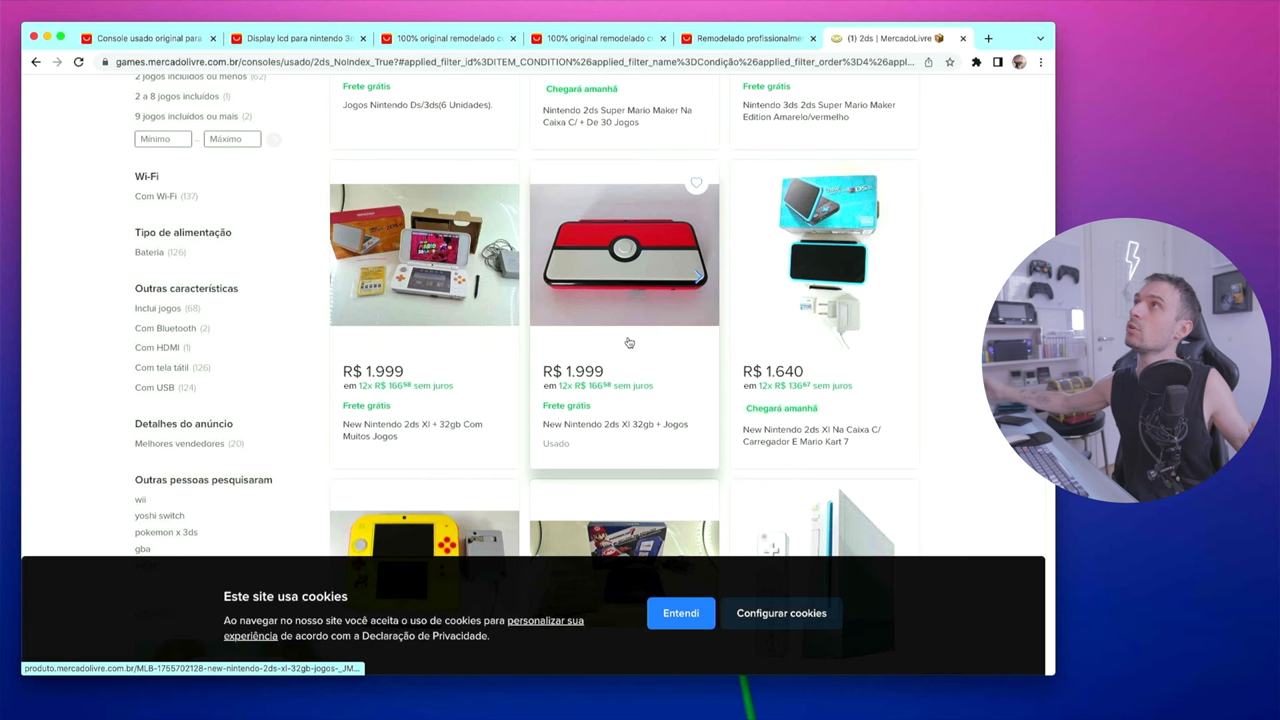 Console usado original para
Display lcd para nintendo 3d
100% original remodelado co
100% original remodelado co
Remodelado profissionalme
(1) 2ds | MercadoLivre
games.mercadolivre.com.br/consoles/usado/2ds_NoIndex_True?#applied_filter_id%3DITEM_CONDITION%26applied_filter_name%3DCondição%26applied_filter_order%3D4%26appl...
2 jogos incluídos ou menos (62)
2 a 8 jogos incluídos (1)
9 jogos incluídos ou mais (2)
Mínimo
Máximo
Wi-Fi
Com Wi-Fi (137)
Tipo de alimentação
Bateria (126)
Outras características
Inclui jogos (68)
Com Bluetooth (2)
Com HDMI (1)
Com tela tátil (126)
Com USB (124)
Detalhes do anúncio
Melhores vendedores (20)
Outras pessoas pesquisaram
wii
yoshi switch
pokemon x 3ds
gba
Frete grátis
Jogos Nintendo Ds/3ds(6 Unidades).
Chegará amanhã
Nintendo 2ds Super Mario Maker Na
Caixa C/ + De 30 Jogos
Frete grátis
Nintendo 3ds 2ds Super Mario Maker
Edition Amarelo/vermelho
R$ 1.999
em 12x R$ 166⁵⁸ sem juros
Frete grátis
New Nintendo 2ds Xl + 32gb Com
Muitos Jogos
R$ 1.999
em 12x R$ 166⁵⁸ sem juros
Frete grátis
New Nintendo 2ds Xl 32gb + Jogos
Usado
R$ 1.640
em 12x R$ 136⁶⁷ sem juros
Chegará amanhã
New Nintendo 2ds Xl Na Caixa C/
Carregador E Mario Kart 7
Este site usa cookies
Ao navegar no nosso site você aceita o uso de cookies para personalizar sua
experiência de acordo com a Declaração de Privacidade.
Entendi
Configurar cookies
produto.mercadolivre.com.br/MLB-1755702128-new-nintendo-2ds-xl-32gb-jogos-_JM...